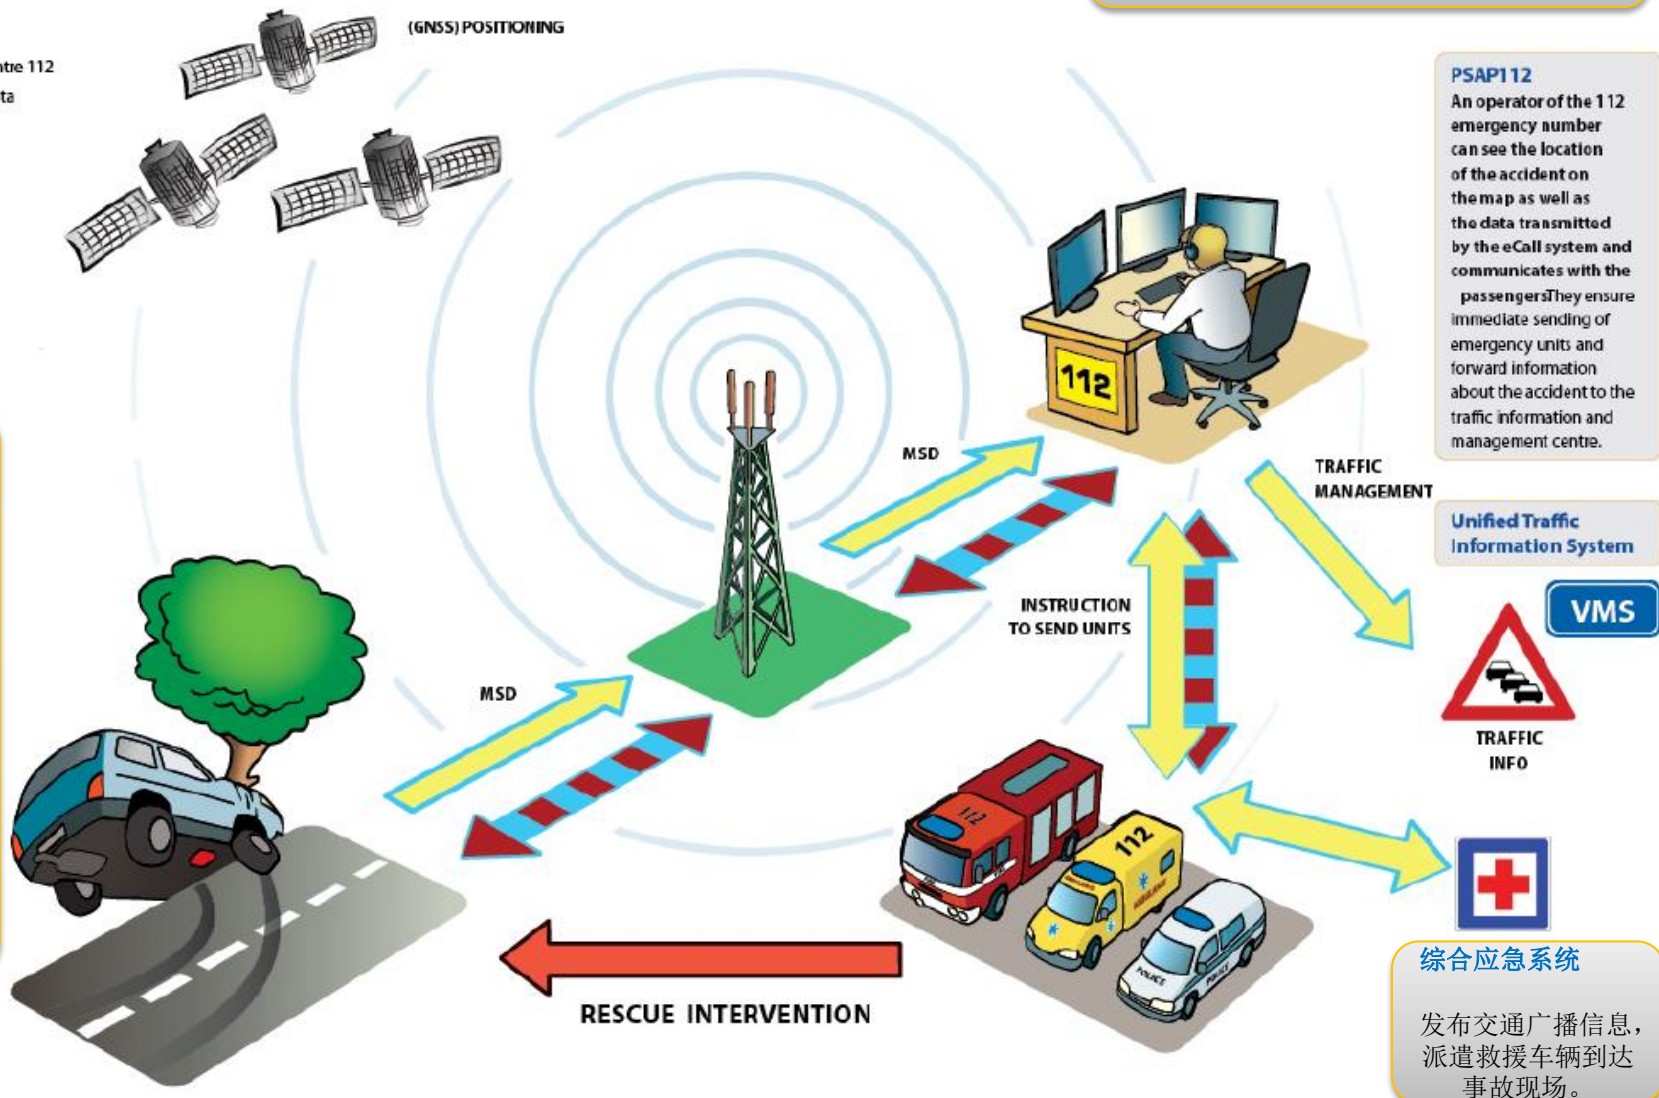 (GNSS) POSITIONING
ntre 112
ta
PSAP112
An operator of the 112
emergency number
can see the location
of the accident on
the map as well as
the data transmitted
by the eCall system and
communicates with the
passengersThey ensure
immediate sending of
emergency units and
forward information
about the accident to the
traffic information and
management centre.
112
MSD
TRAFFIC
MANAGEMENT
Unified Traffic
Information System
VMS
INSTRUCTION
TO SEND UNITS
MSD
TRAFFIC
INFO
112
112
AMBULANCE
POLICE
POLICE
RESCUE INTERVENTION
综合应急系统
发布交通广播信息，
派遣救援车辆到达
事故现场。